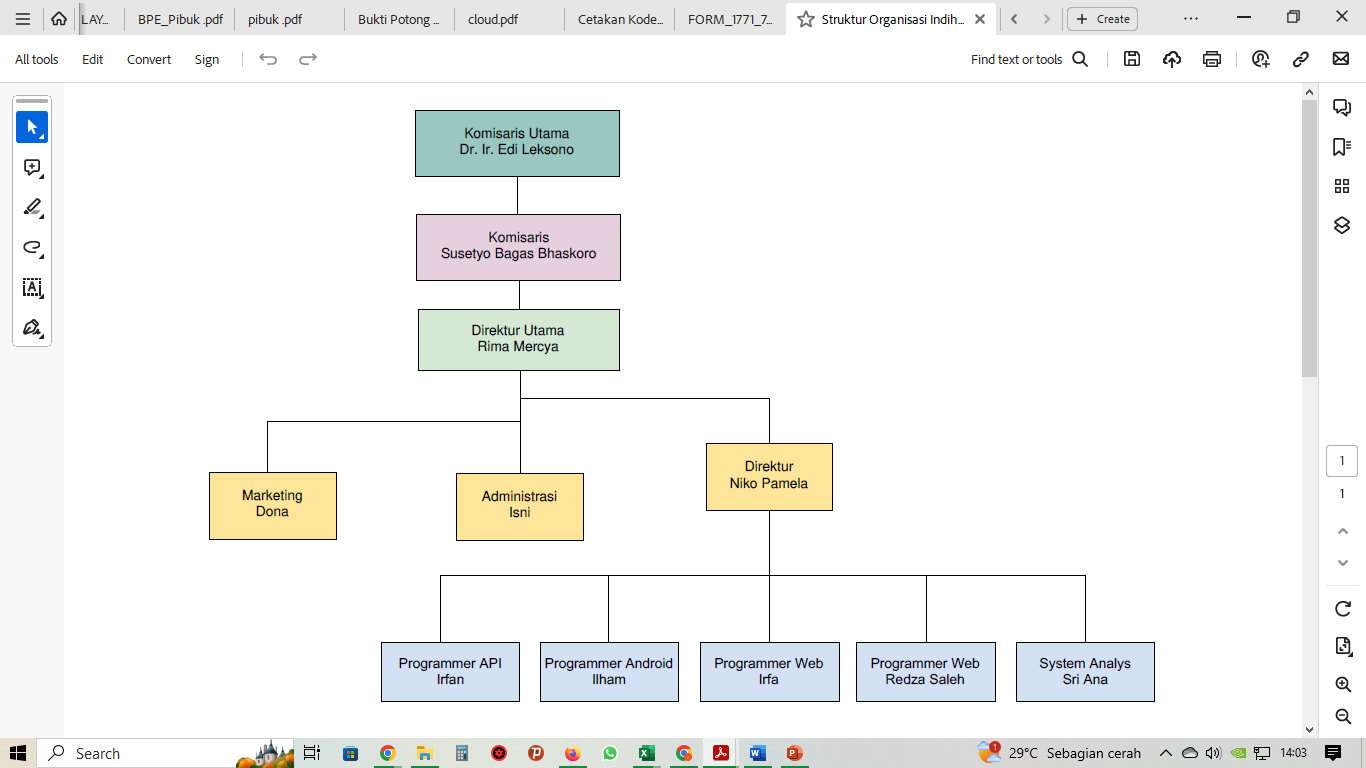 LAY...
BPE_Pibuk .pdf
pibuk .pdf
Bukti Potong ...
cloud.pdf
Cetakan Kode...
FORM_1771_7...
Struktur Organisasi Indih...
Create
All tools
Edit
Convert
Sign
Find text or tools
Komisaris Utama
Dr. Ir. Edi Leksono
Komisaris
Susetyo Bagas Bhaskoro
Direktur Utama
Rima Mercya
Marketing
Dona
Administrasi
Isni
Direktur
Niko Pamela
Programmer API
Irfan
Programmer Android
Ilham
Programmer Web
Irfa
Programmer Web
Redza Saleh
System Analys
Sri Ana
1
1
Search
1
29°C Sebagian cerah
14:03